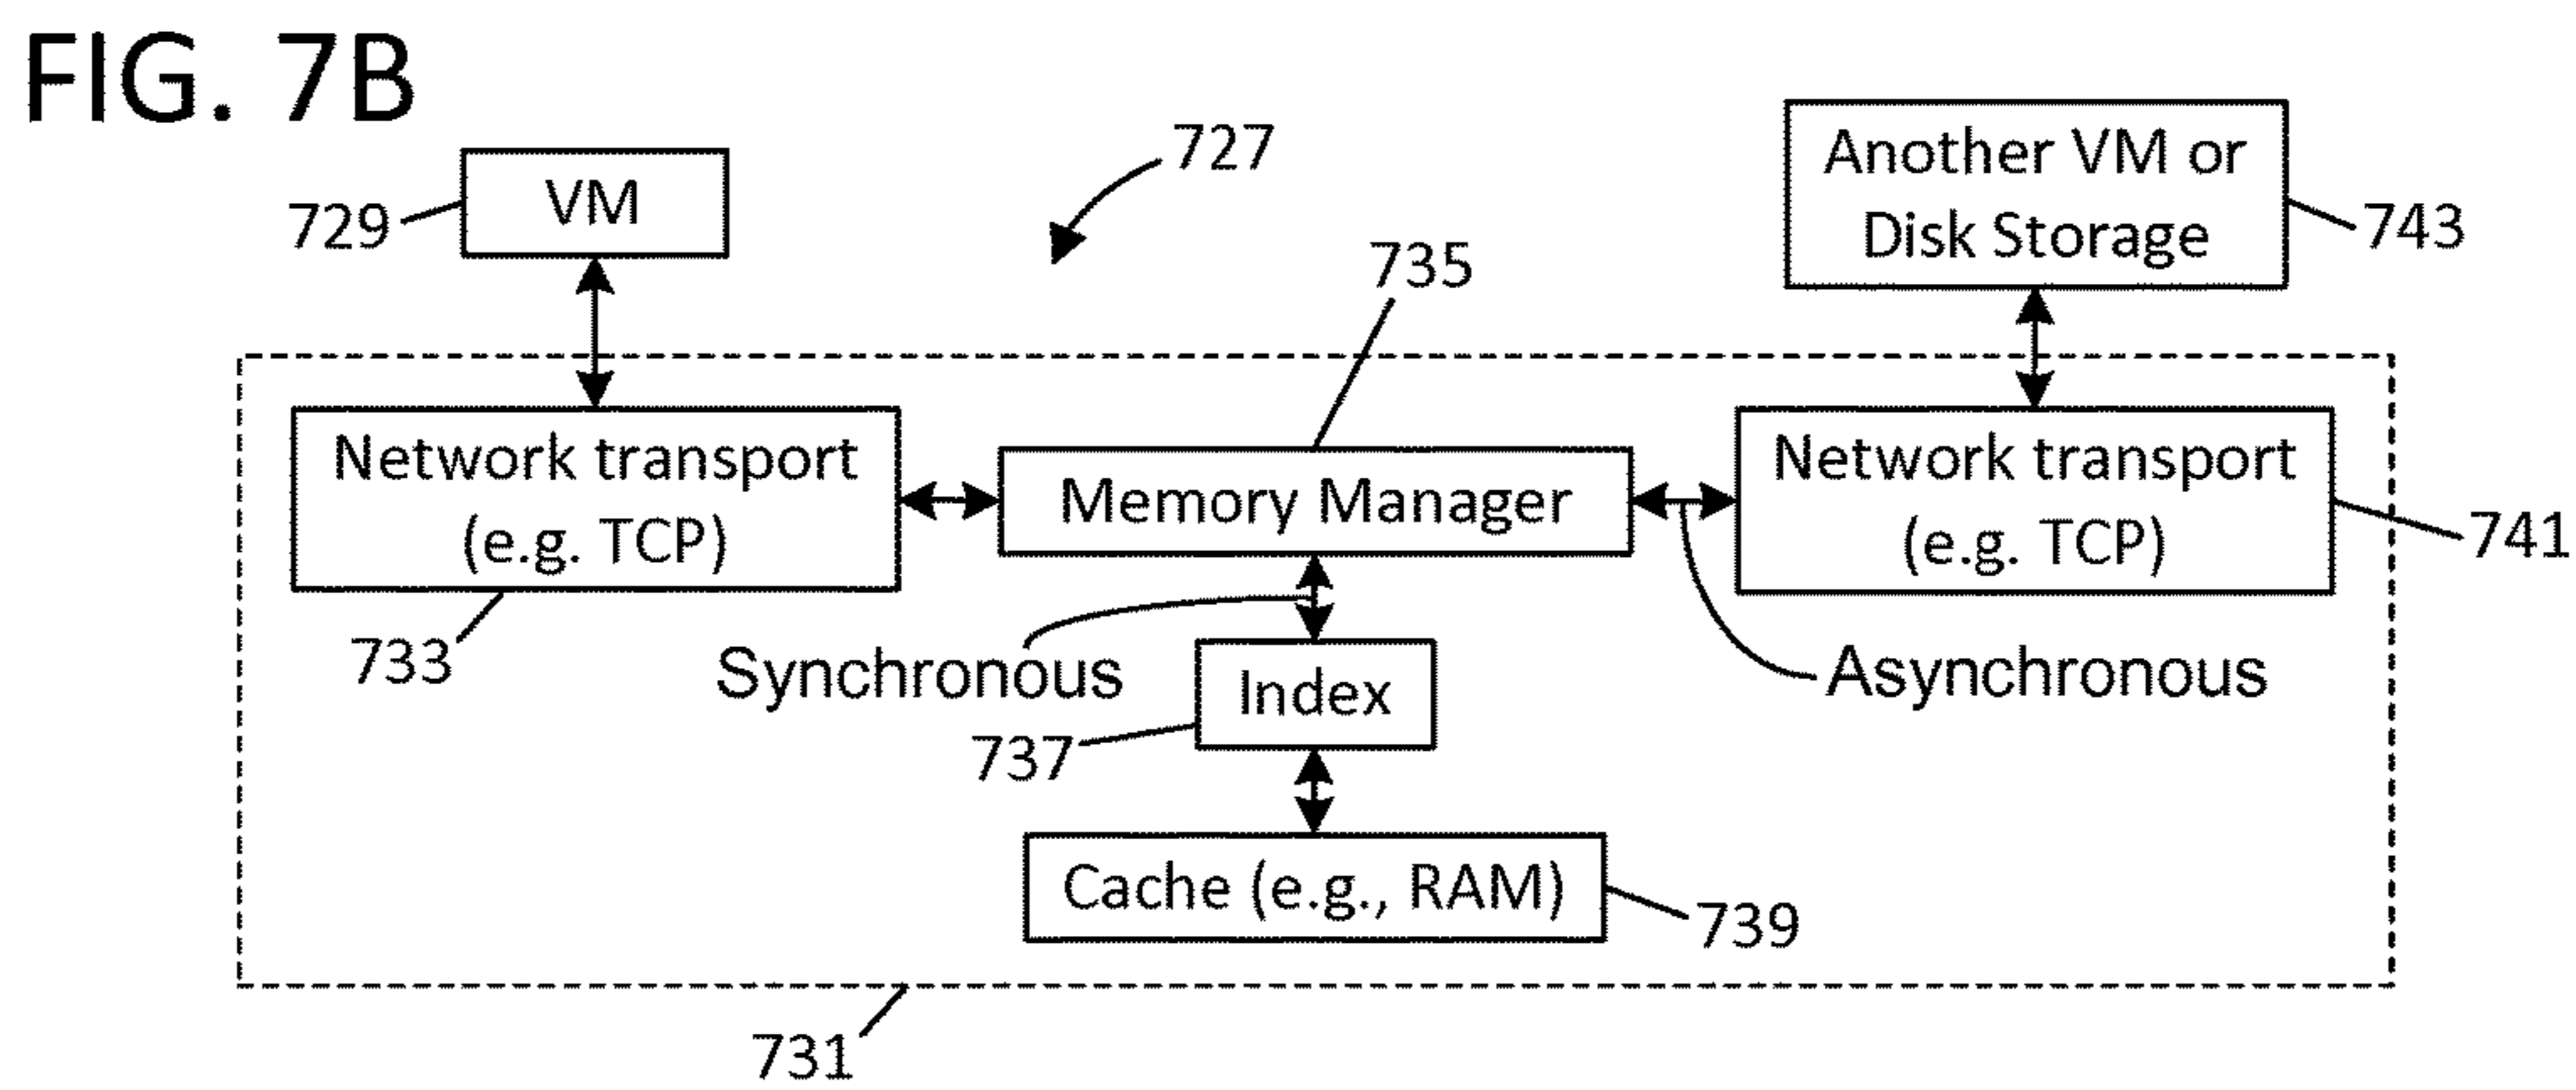 FIG. 7B
727
Another VM or
Disk Storage
743
VM
729
735
Network transport
(e.g. TCP)
733
Memory Manager
Network transport
(e.g. TCP)
741
Synchronous
Asynchronous
Index
737
Cache (e.g., RAM)
739
731